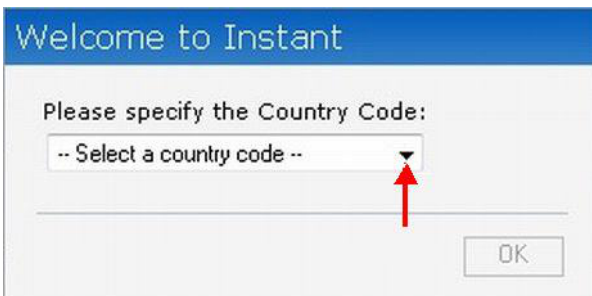 Welcome to Instant
Please specify the Country Code:
-- Select a country code --
OK